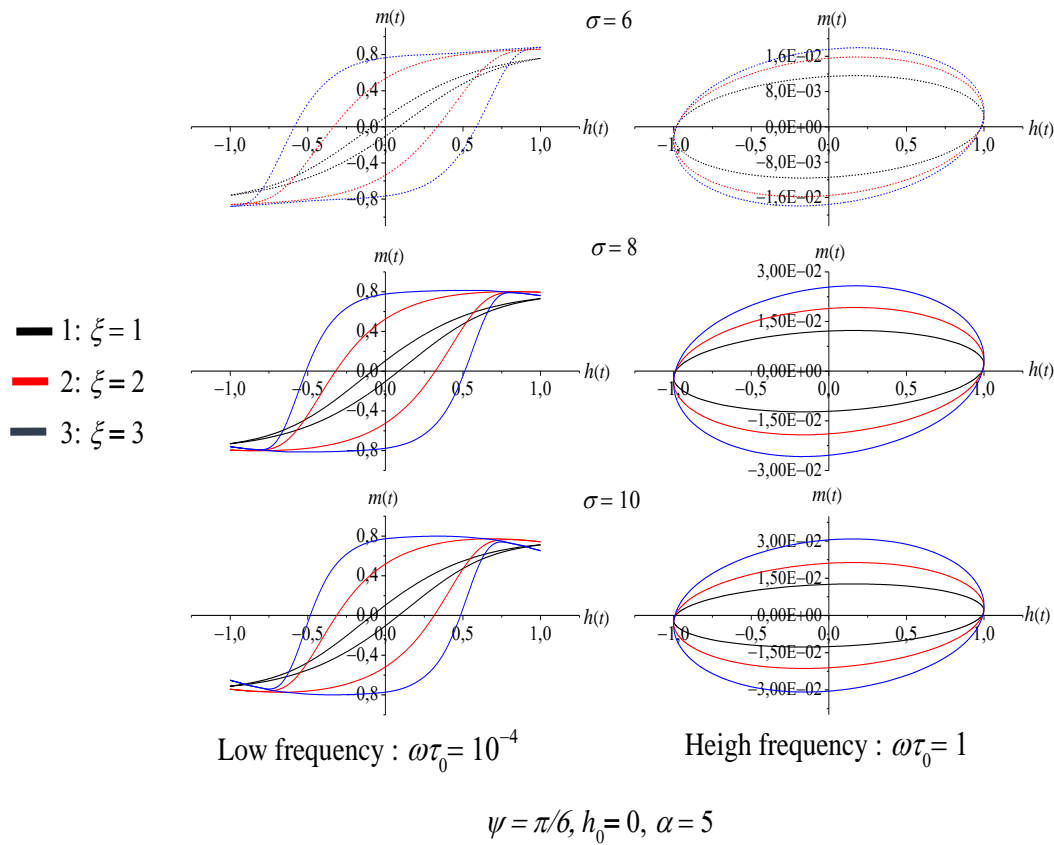 m(t)
σ = 6
m(t)
0,8
0,4
0,0
−0,4
−0,8
−1,0
−0,5
0,0
0,5
1,0
h(t)
1,6E−02
8,0E−03
0,00E+00
−8,0E−03
−1,6E−02
−1,0
−0,5
0,0
0,5
1,0
h(t)
m(t)
σ = 8
m(t)
0,8
0,4
0,0
−0,4
−0,8
−1,0
−0,5
0,0
0,5
1,0
h(t)
3,00E−02
1,50E−02
0,00E+00
−1,50E−02
−3,00E−02
−1,0
−0,5
0,0
0,5
1,0
h(t)
1: ξ = 1
2: ξ = 2
3: ξ = 3
m(t)
σ = 10
m(t)
0,8
0,4
0,0
−0,4
−0,8
−1,0
−0,5
0,0
0,5
1,0
h(t)
3,00E−02
1,50E−02
0,00E+00
−1,50E−02
−3,00E−02
−1,0
−0,5
0,0
0,5
1,0
h(t)
Low frequency : ωτ₀ = 10⁻⁴
Heigh frequency : ωτ₀ = 1
ψ = π/6, h₀ = 0, α = 5